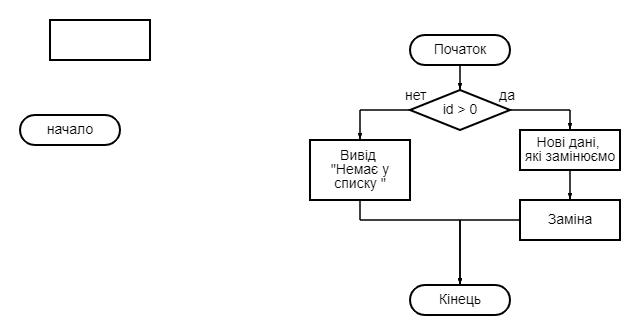 Початок
нет
да
id > 0
начало
Вивід
"Немає у
списку "
Нові дані,
які замінюємо
Заміна
Кінець